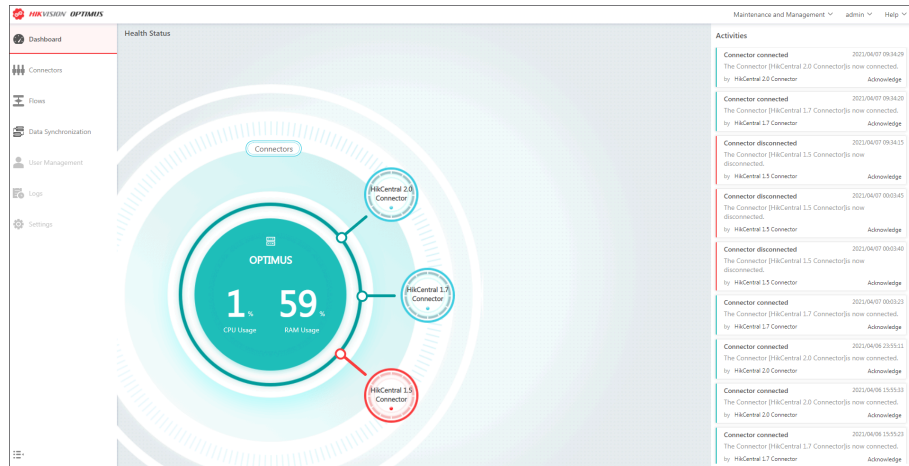 HIKVISION OPTIMUS
Maintenance and Management
admin
Help
Dashboard
Connectors
Flows
Data Synchronization
User Management
Logs
Settings
Health Status
Connectors
HikCentral 2.0
Connector
HikCentral 1.7
Connector
HikCentral 1.5
Connector
OPTIMUS
1 %
59 %
CPU Usage
RAM Usage
Activities
Connector connected 2021/04/07 09:34:29
The Connector [HikCentral 2.0 Connector]is now connected.
by HikCentral 2.0 Connector Acknowledge
Connector connected 2021/04/07 09:34:20
The Connector [HikCentral 1.7 Connector]is now connected.
by HikCentral 1.7 Connector Acknowledge
Connector disconnected 2021/04/07 09:34:15
The Connector [HikCentral 1.5 Connector]is now
disconnected.
by HikCentral 1.5 Connector Acknowledge
Connector disconnected 2021/04/07 00:03:45
The Connector [HikCentral 1.5 Connector]is now
disconnected.
by HikCentral 1.5 Connector Acknowledge
Connector disconnected 2021/04/07 00:03:40
The Connector [HikCentral 1.5 Connector]is now
disconnected.
by HikCentral 1.5 Connector Acknowledge
Connector connected 2021/04/07 00:03:23
The Connector [HikCentral 1.7 Connector]is now connected.
by HikCentral 1.7 Connector Acknowledge
Connector connected 2021/04/06 23:55:11
The Connector [HikCentral 2.0 Connector]is now connected.
by HikCentral 2.0 Connector Acknowledge
Connector connected 2021/04/06 15:55:33
The Connector [HikCentral 2.0 Connector]is now connected.
by HikCentral 2.0 Connector Acknowledge
Connector connected 2021/04/06 15:55:23
The Connector [HikCentral 1.7 Connector]is now connected.
by HikCentral 1.7 Connector Acknowledge